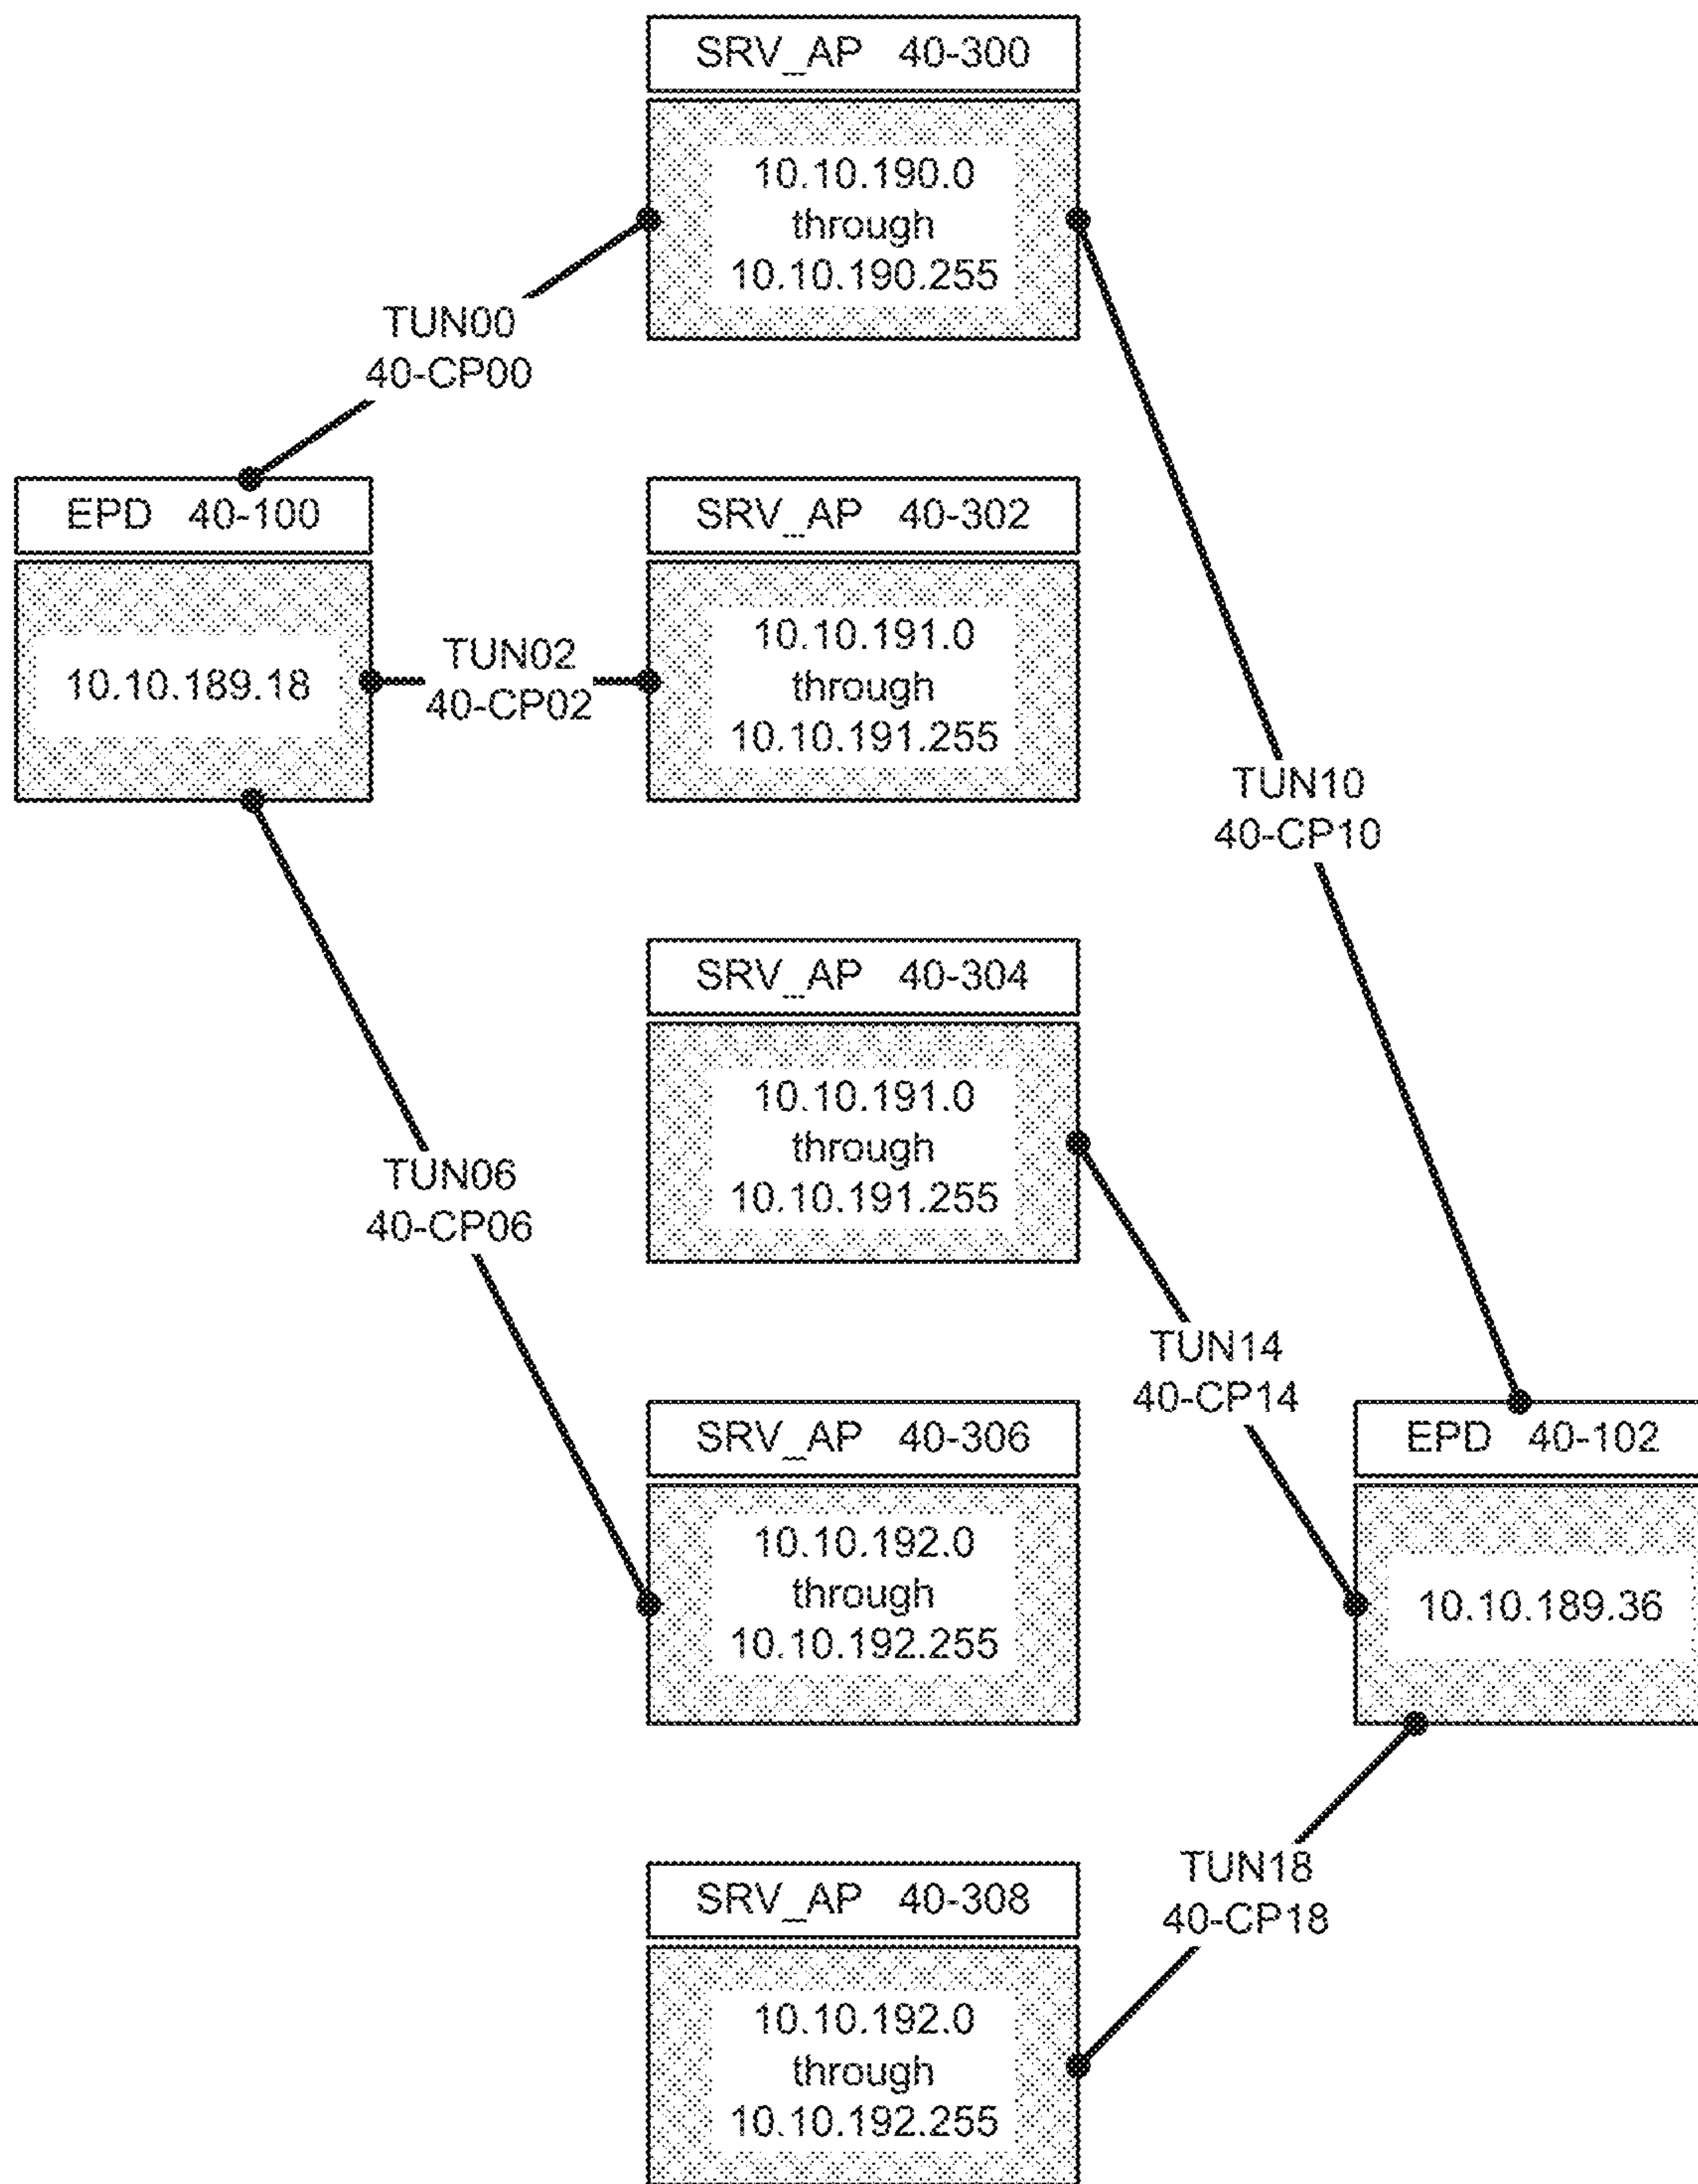 SRV_AP 40-300
10.10.190.0
through
10.10.190.255
TUN00
40-CP00
EPD 40-100
10.10.189.18
TUN02
40-CP02
SRV_AP 40-302
10.10.191.0
through
10.10.191.255
TUN10
40-CP10
SRV_AP 40-304
10.10.191.0
through
10.10.191.255
TUN06
40-CP06
TUN14
40-CP14
SRV_AP 40-306
10.10.192.0
through
10.10.192.255
EPD 40-102
10.10.189.36
TUN18
40-CP18
SRV_AP 40-308
10.10.192.0
through
10.10.192.255